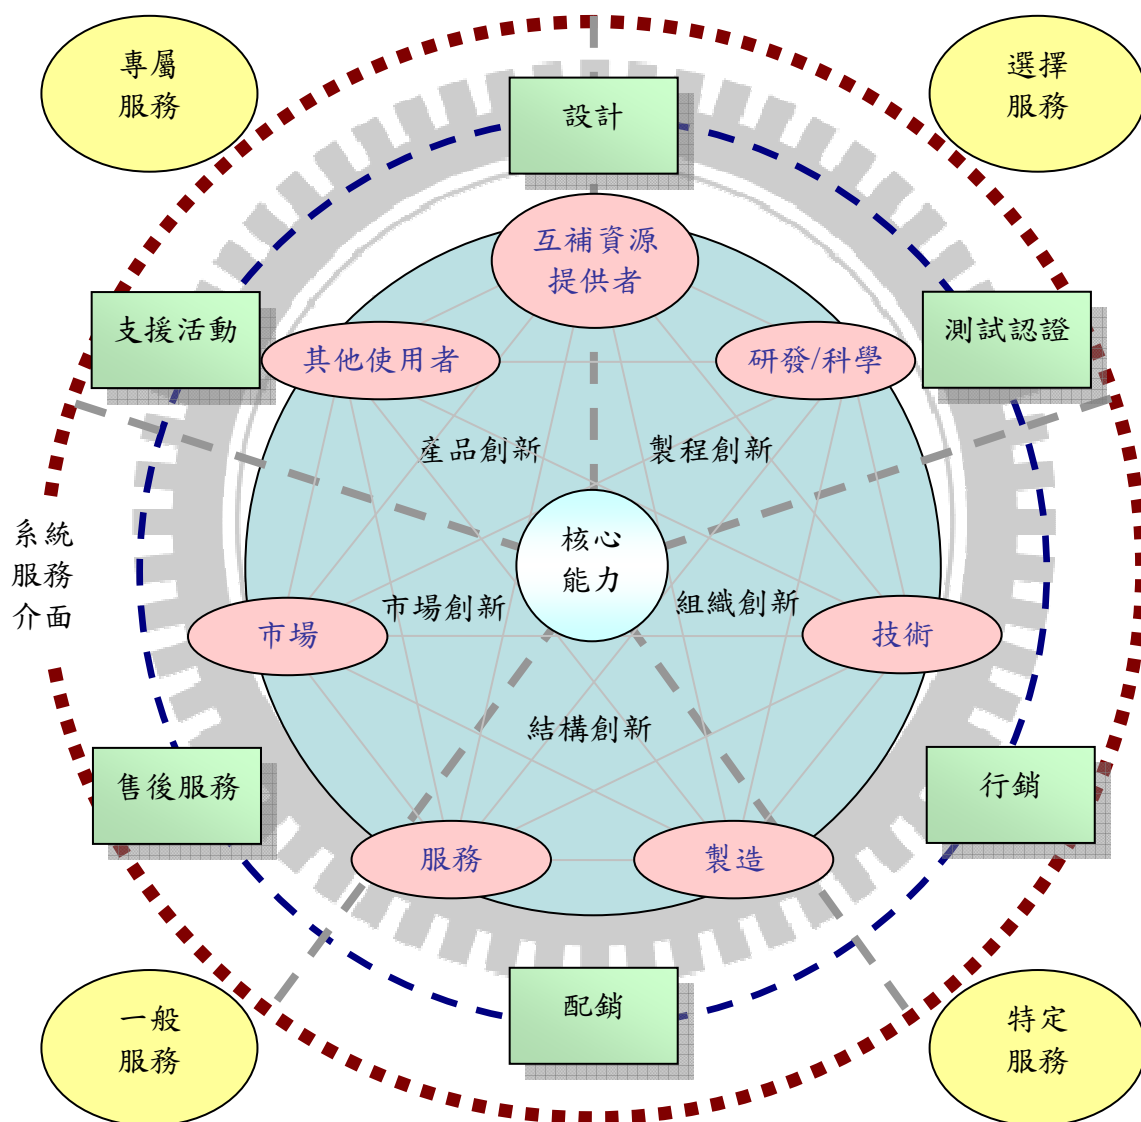 專屬
服務
選擇
服務
設計
互補資源
提供者
支援活動
測試認證
其他使用者
研發/科學
產品創新
製程創新
核心
能力
系統
服務
介面
市場創新
組織創新
市場
技術
結構創新
售後服務
行銷
服務
製造
配銷
一般
服務
特定
服務